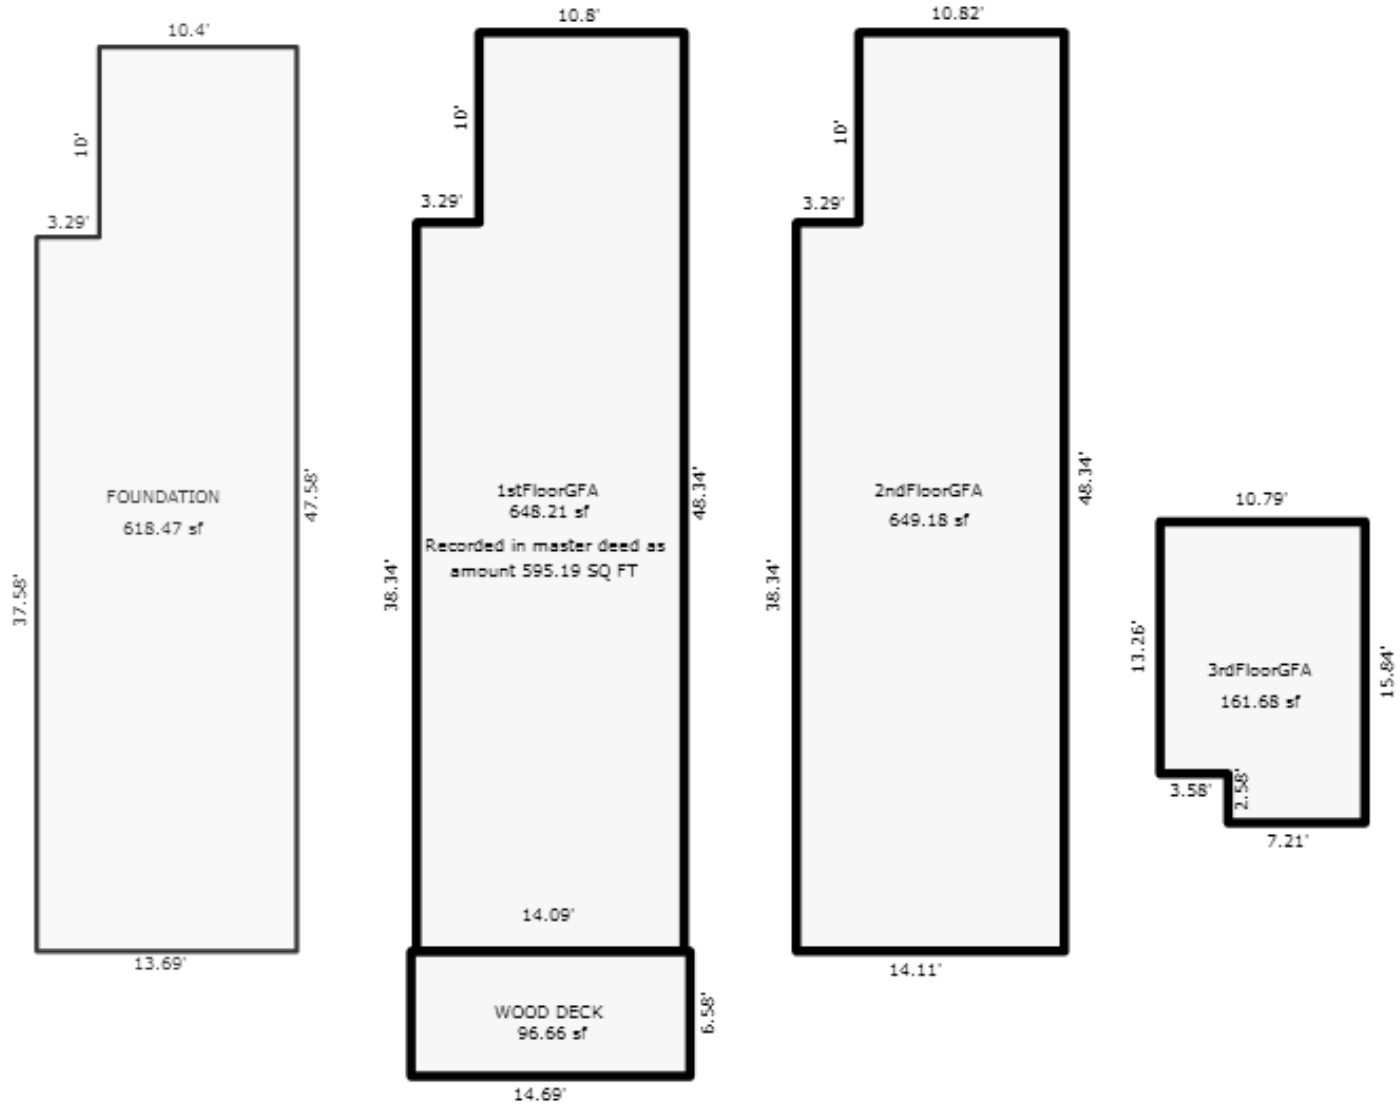 10.4'
10'
3.29'
FOUNDATION
618.47 sf
47.58'
37.58'
13.69'
10.8'
10'
3.29'
1stFloorGFA
648.21 sf
Recorded in master deed as
amount 595.19 SQ FT
48.34'
38.34'
14.09'
WOOD DECK
96.66 sf
6.58'
14.69'
10.82'
10'
3.29'
2ndFloorGFA
649.18 sf
48.34'
38.34'
14.11'
10.79'
13.26'
3rdFloorGFA
161.68 sf
15.84'
3.58'
2.58'
7.21'